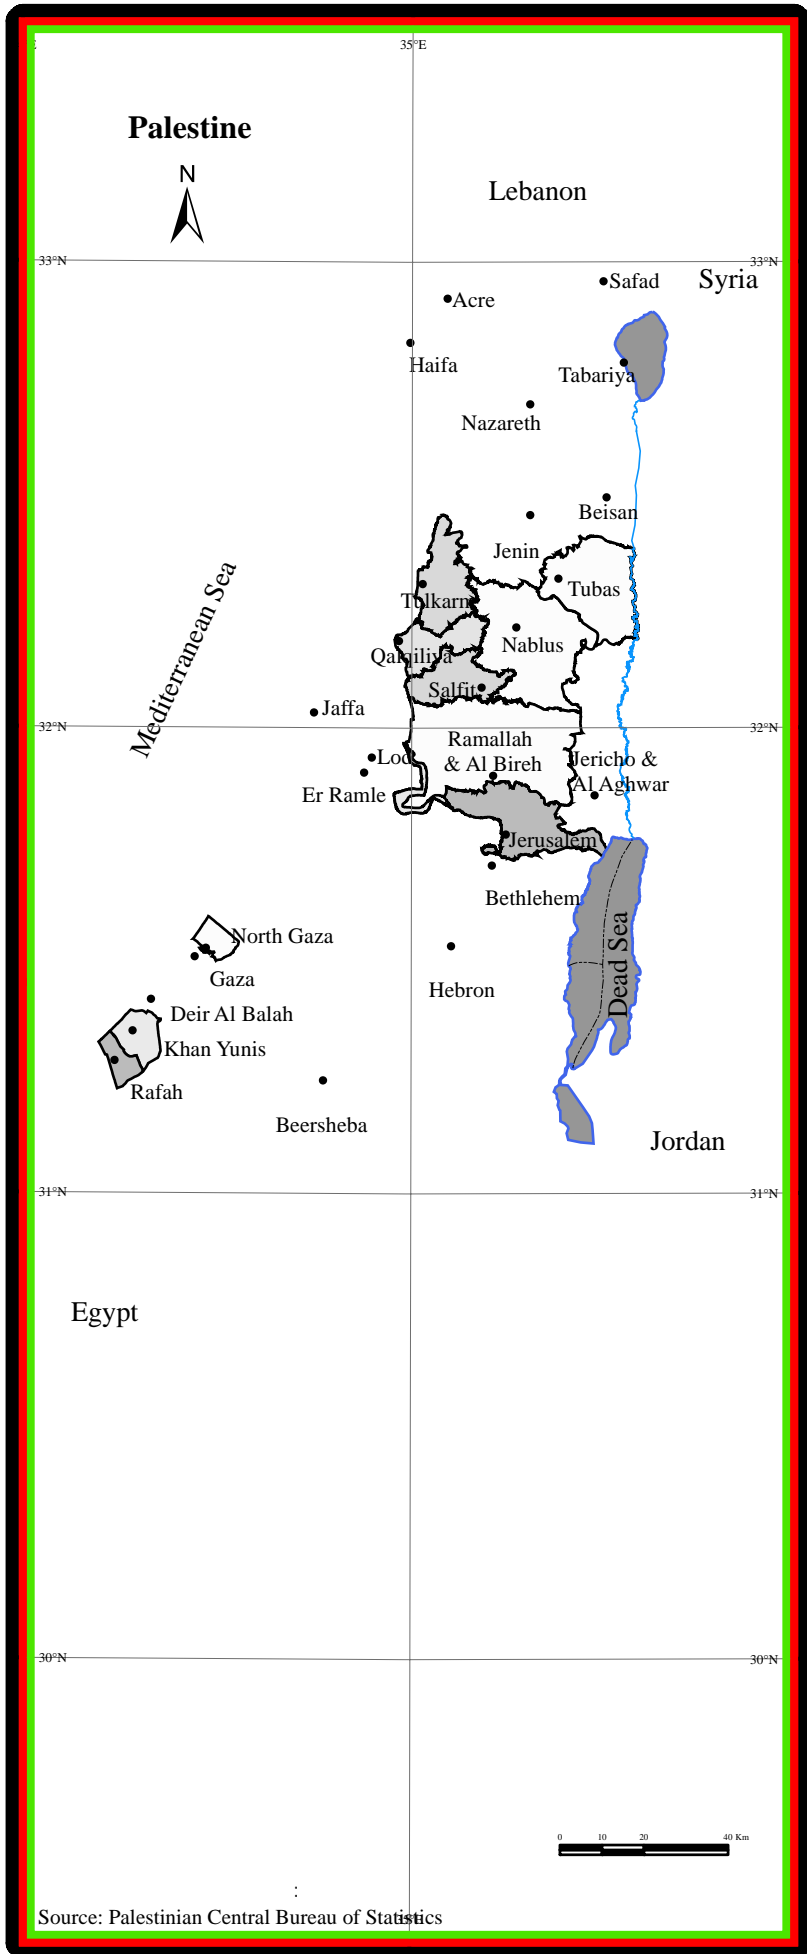 35°E
Palestine
N
Lebanon
33°N
33°N
Safad
Syria
Acre
Haifa
Tabariya
Nazareth
Beisan
Jenin
Tubas
Tulkarm
Mediterranean Sea
Nablus
Qalqiliya
Salfit
Jaffa
32°N
32°N
Ramallah
& Al Bireh
Lod
Jericho &
Al Aghwar
Er Ramle
Jerusalem
Bethlehem
North Gaza
Dead Sea
Gaza
Hebron
Deir Al Balah
Khan Yunis
Rafah
Beersheba
Jordan
31°N
31°N
Egypt
30°N
30°N
0 10 20 40 Km
:
Source: Palestinian Central Bureau of Statistics